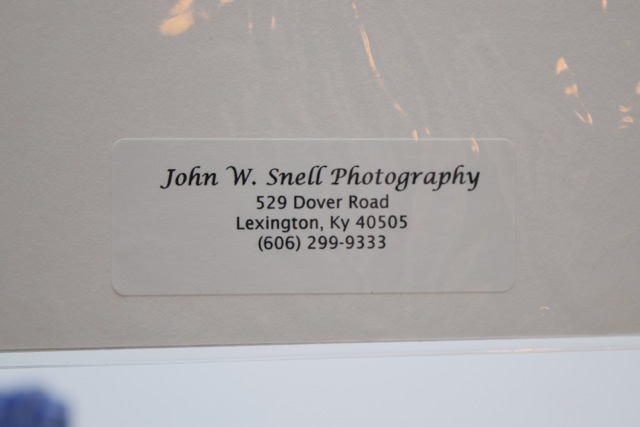 John W. Snell Photography
529 Dover Road
Lexington, Ky 40505
(606) 299-9333